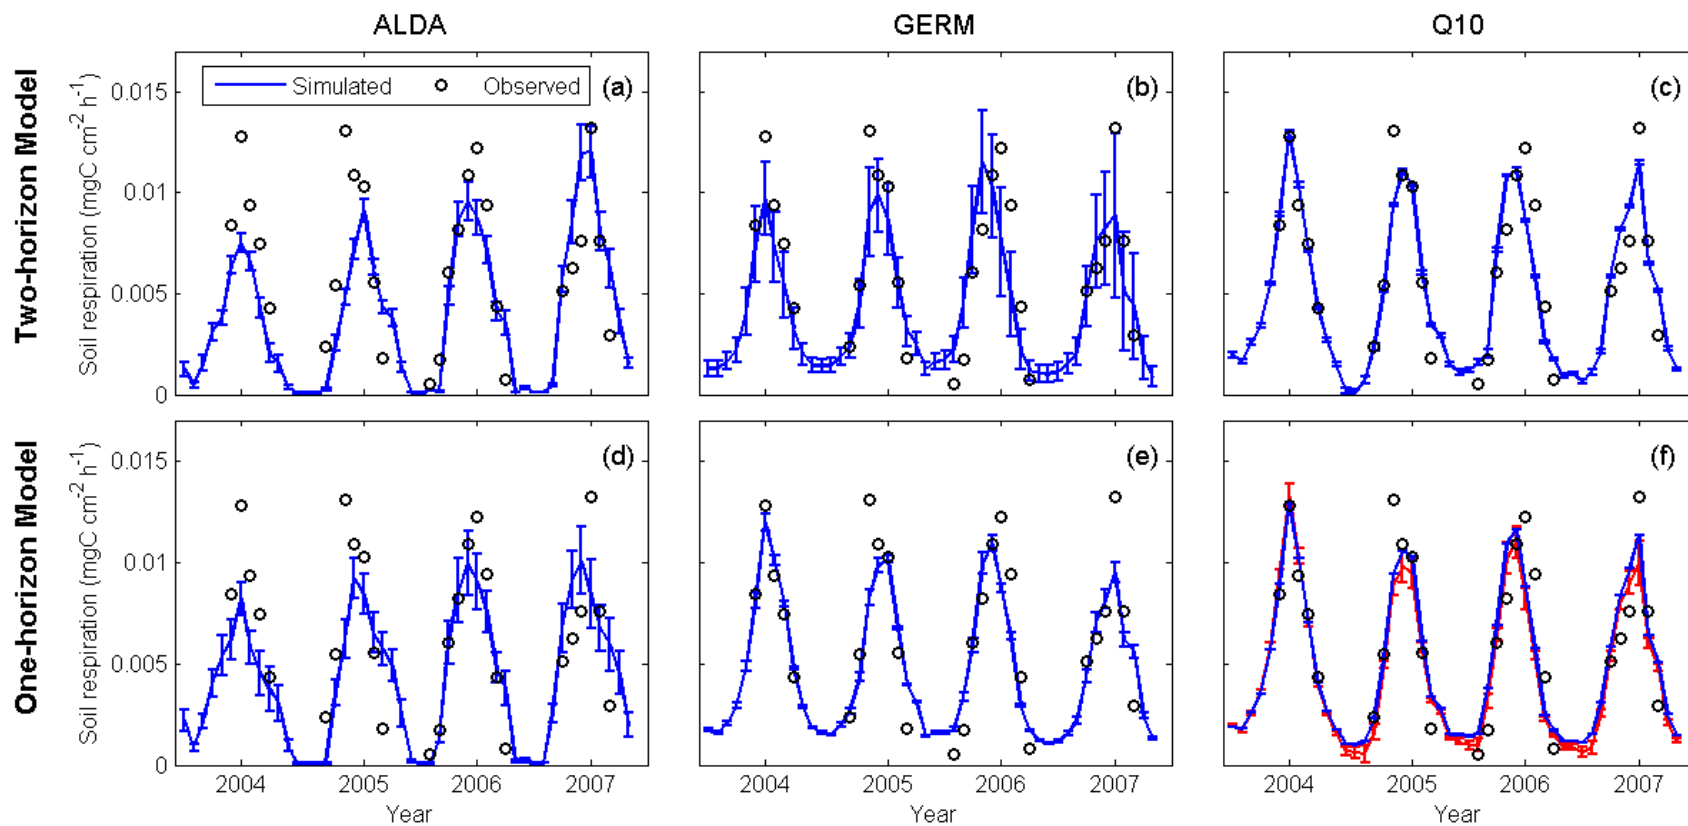 ALDA
GERM
Q10
Two-horizon Model
Soil respiration (mgC cm-2 h-1)
0.015
0.01
0.005
0
Simulated
Observed
(a)
(b)
(c)
One-horizon Model
Soil respiration (mgC cm-2 h-1)
0.015
0.01
0.005
0
(d)
(e)
(f)
2004 2005 2006 2007
2004 2005 2006 2007
2004 2005 2006 2007
Year
Year
Year